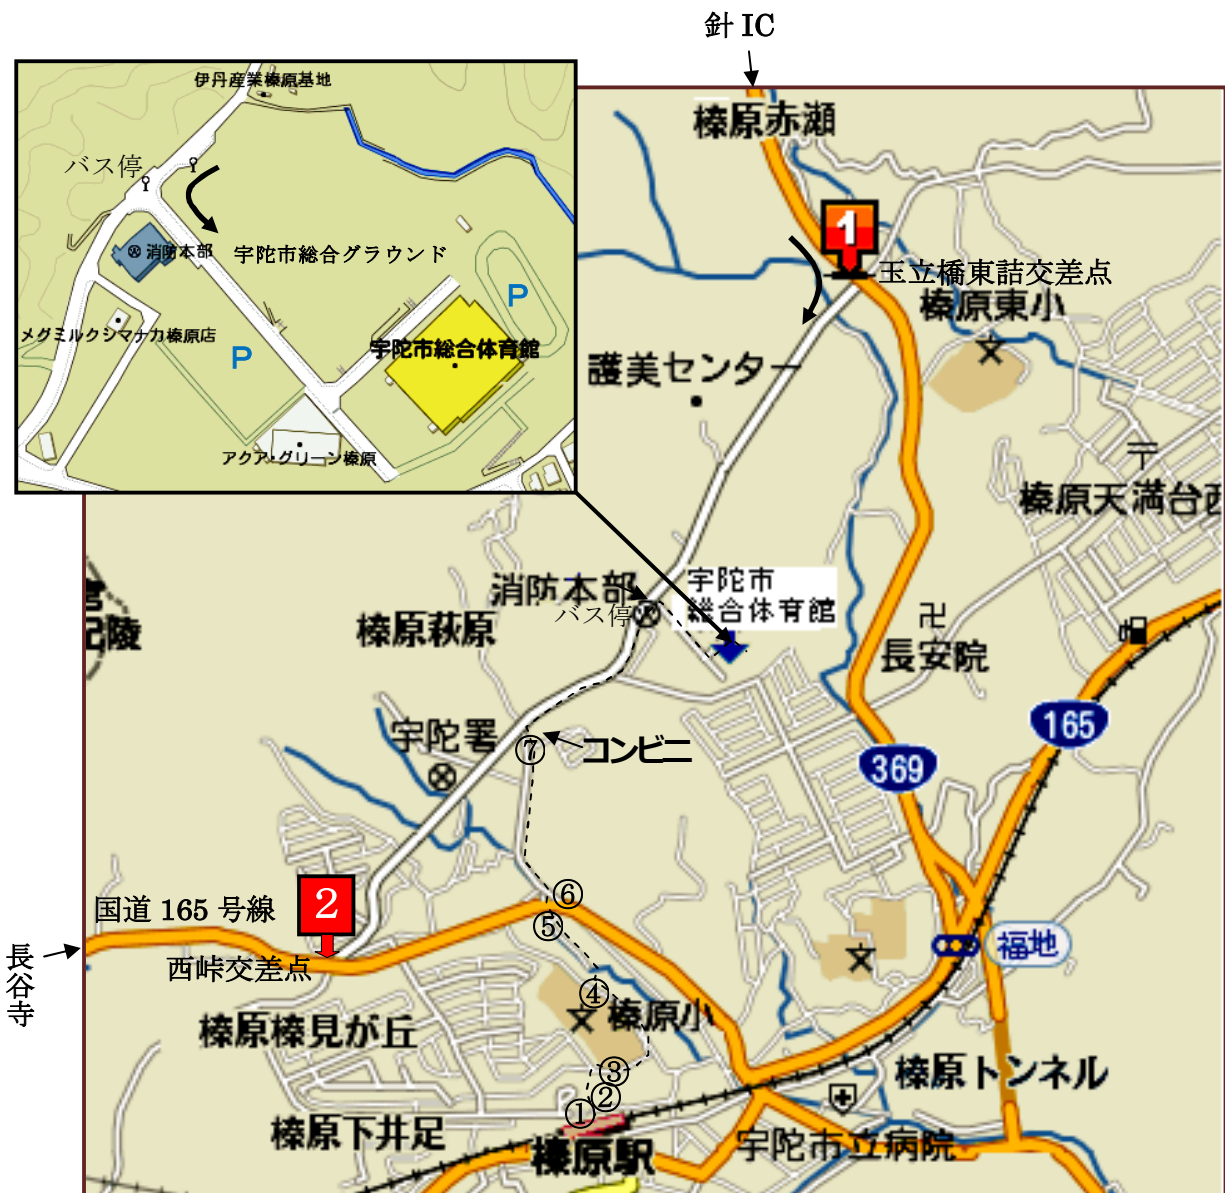 針 IC
伊丹産業榛原基地
バス停
消防本部
宇陀市総合グラウンド
P
メグミルクシマナカ榛原店
P
宇陀市総合体育館
アクア・グリーン榛原
榛原赤瀬
1
玉立橋東詰交差点
榛原東小
護美センター
榛原天満台西
消防本部
バス停
宇陀市
総合体育館
榛原萩原
長安院
165
宇陀署
⑦
コンビニ
369
国道 165 号線
2
⑥
⑤
福地
長谷寺
西峠交差点
④
榛原小
榛原榛見が丘
③
②
①
榛原トンネル
榛原下井足
榛原駅
宇陀市立病院